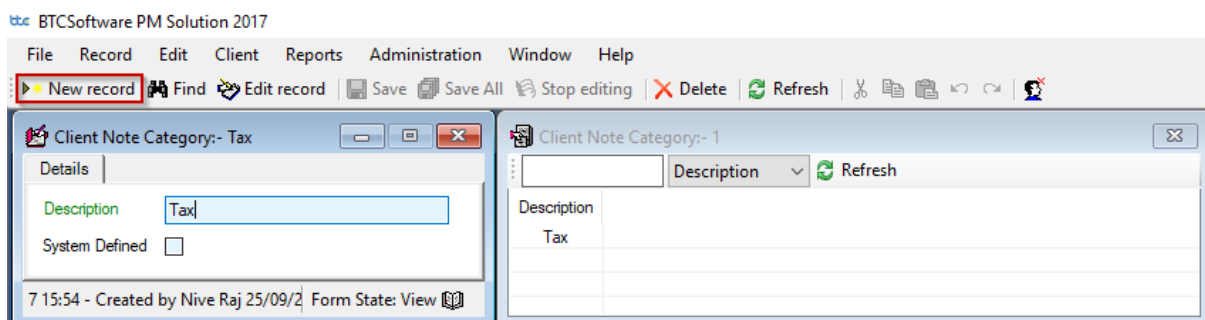 btc BTCSoftware PM Solution 2017
File Record Edit Client Reports Administration Window Help
New record Find Edit record Save Save All Stop editing Delete Refresh
Client Note Category:- Tax
Details
Description Tax
System Defined
7 15:54 - Created by Nive Raj 25/09/2 Form State: View
Client Note Category:- 1
Description Refresh
Description
Tax